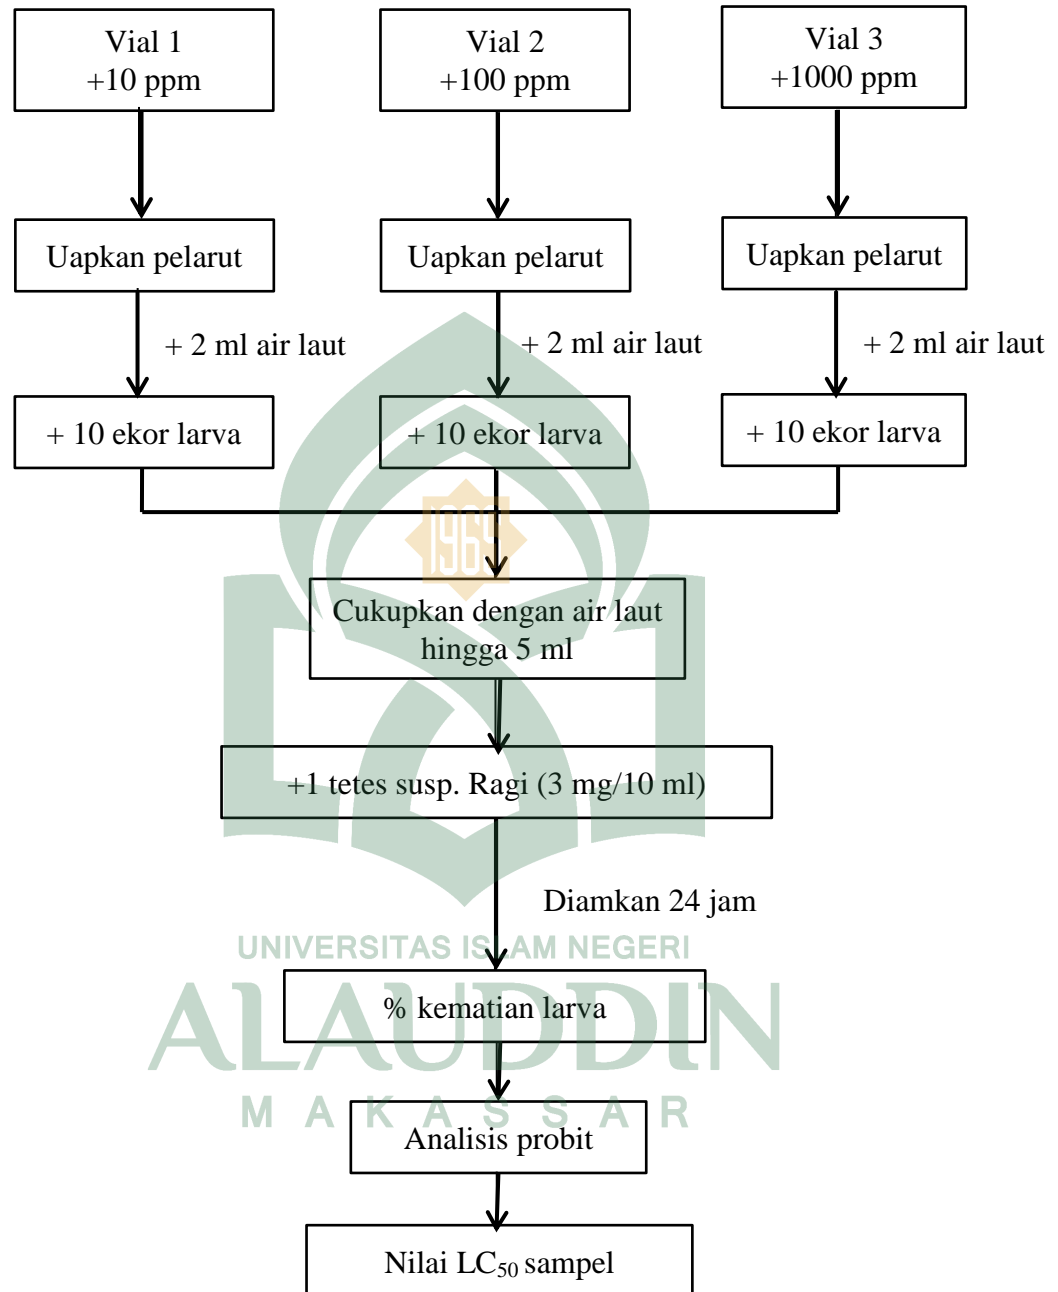 Vial 1
+10 ppm
Vial 2
+100 ppm
Vial 3
+1000 ppm
Uapkan pelarut
Uapkan pelarut
Uapkan pelarut
+ 2 ml air laut
+ 2 ml air laut
+ 2 ml air laut
+ 10 ekor larva
+ 10 ekor larva
+ 10 ekor larva
1965
Cukupkan dengan air laut
hingga 5 ml
+1 tetes susp. Ragi (3 mg/10 ml)
Diamkan 24 jam
UNIVERSITAS ISLAM NEGERI
% kematian larva
ALAUDDIN
MAKASSAR
Analisis probit
Nilai LC₅₀ sampel